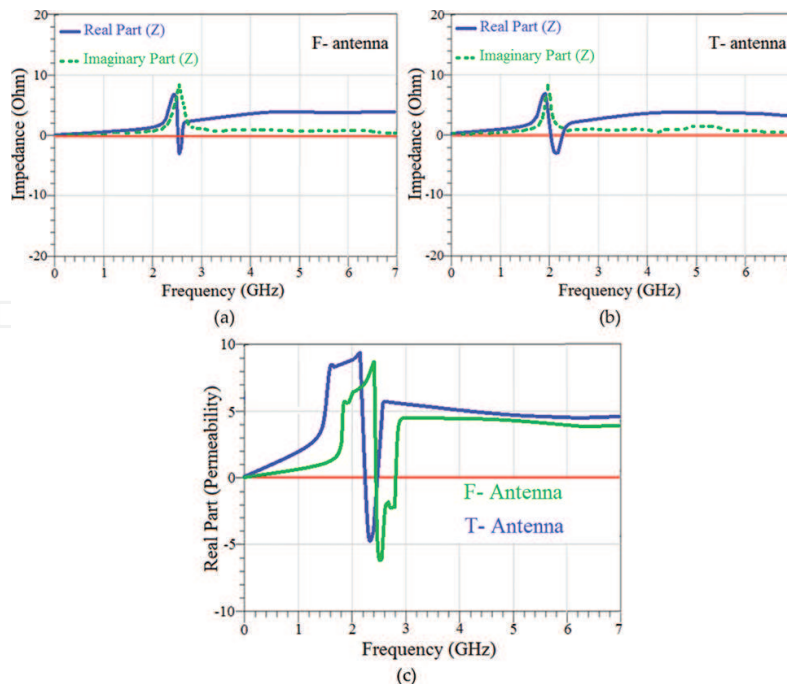 Real Part (Z)
Imaginary Part (Z)
F- antenna
Impedance (Ohm)
20
10
0
-10
-20
0 1 2 3 4 5 6 7
Frequency (GHz)
(a)
Real Part (Z)
Imaginary Part (Z)
T- antenna
Impedance (Ohm)
20
10
0
-10
-20
0 1 2 3 4 5 6 7
Frequency (GHz)
(b)
Real Part (Permeability)
10
5
0
-5
-10
F- Antenna
T- Antenna
0 1 2 3 4 5 6 7
Frequency (GHz)
(c)